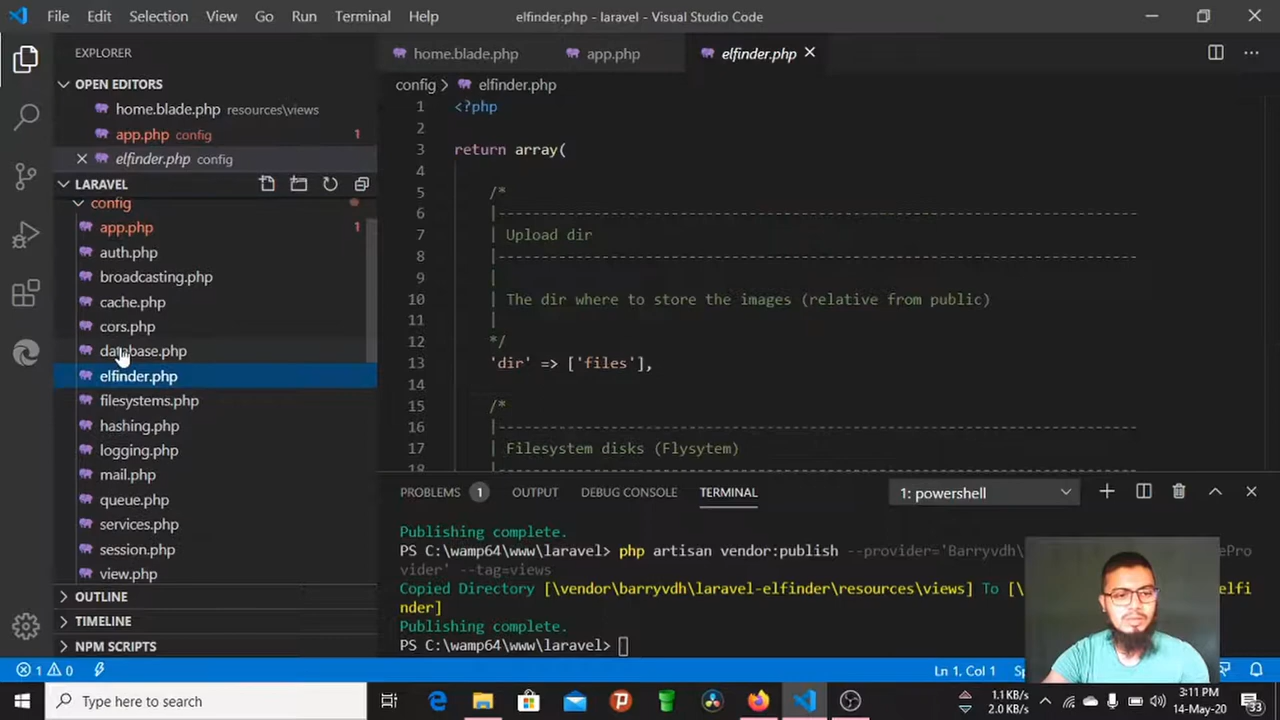 File Edit Selection View Go Run Terminal Help
elfinder.php - laravel - Visual Studio Code
EXPLORER
OPEN EDITORS
home.blade.php resources\views
app.php config 1
elfinder.php config
LARAVEL
config
app.php 1
auth.php
broadcasting.php
cache.php
cors.php
database.php
elfinder.php
filesystems.php
hashing.php
logging.php
mail.php
queue.php
services.php
session.php
view.php
OUTLINE
TIMELINE
NPM SCRIPTS
home.blade.php app.php elfinder.php
config elfinder.php
1 <?php
2
3 return array(
4
5 /*
6 |--------------------------------------------------------------------------
7 | Upload dir
8 |--------------------------------------------------------------------------
9 |
10 | The dir where to store the images (relative from public)
11 |
12 */
13 'dir' => ['files'],
14
15 /*
16 |--------------------------------------------------------------------------
17 | Filesystem disks (Flysytem)
18 |--------------------------------------------------------------------------
PROBLEMS 1 OUTPUT DEBUG CONSOLE TERMINAL
1: powershell
Publishing complete.
PS C:\wamp64\www\laravel> php artisan vendor:publish --provider='Barryvdh\
vider' --tag=views
Copied Directory [\vendor\barryvdh\laravel-elfinder\resources\views] To [\
nder]
Publishing complete.
PS C:\wamp64\www\laravel>
1 0
Ln 1, Col 1
Type here to search
1.1 KB/s
2.0 KB/s
3:11 PM
14-May-20
33